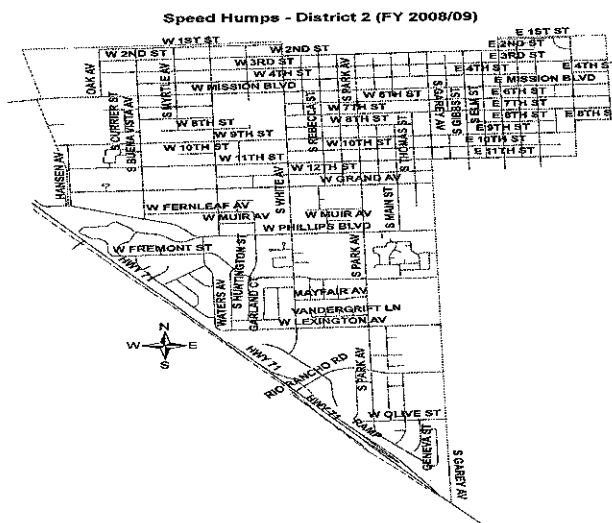 Speed Humps - District 2 (FY 2008/09)
E 1ST ST
W 1ST ST
E 2ND ST
W 2ND ST
W 2ND ST
E 3RD ST
W 3RD ST
E 4TH ST
E 4TH S
W 4TH ST
E MISSION BLVD
W MISSION BLVD
OAK AV
S CURRIER ST
S BUENA VISTA AV
S MYRTLE AV
S REBECCA ST
S PARK AV
S THOMAS ST
S GAREY AV
S GIBBS ST
S ELM ST
W 6TH ST
E 6TH ST
W 7TH ST
E 7TH ST
W 8TH ST
W 8TH ST
E 8TH ST
E 8TH S
W 9TH ST
E 9TH ST
W 10TH ST
W 10TH ST
E 10TH ST
W 11TH ST
E 11TH ST
W 12TH ST
W GRAND AV
HANSEN AV
S WHITE AV
S MAIN ST
W FERNLEAF AV
W MUIR AV
W MUIR AV
W PHILLIPS BLVD
W FREMONT ST
HWY 71
WATERS AV
S HUNTINGTON ST
GARLAND CT
S PARK AV
MAYFAIR AV
VANDERGRIFT LN
W LEXINGTON AV
N
W
E
S
HWY 71
RIO RANCHO RD
S PARK AV
HWY 71 RAMP
W OLIVE ST
GENEVA ST
S GAREY AV